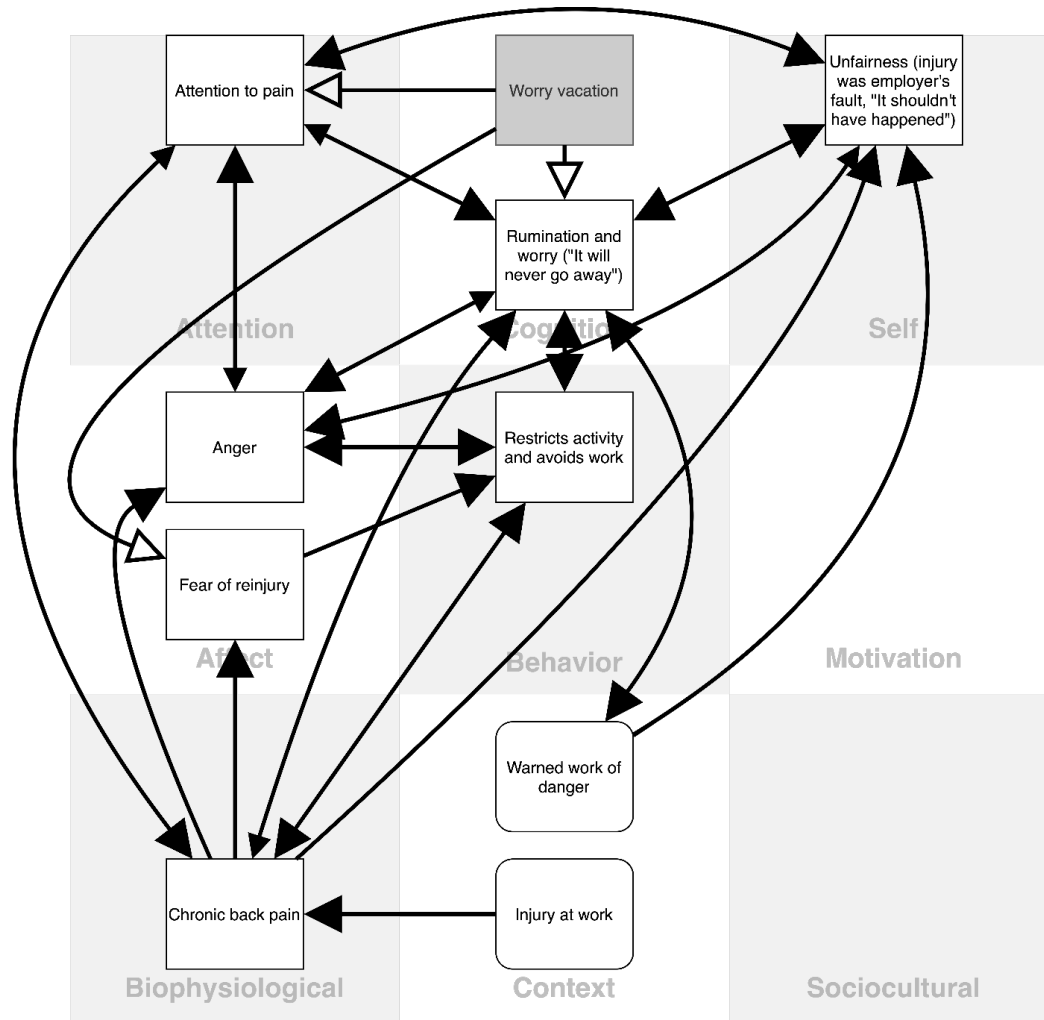 Attention to pain
Worry vacation
Unfairness (injury
was employer's
fault, "It shouldn't
have happened")
Rumination and
worry ("It will
never go away")
Attention
Cognition
Self
Anger
Restricts activity
and avoids work
Fear of reinjury
Affect
Behavior
Motivation
Warned work of
danger
Chronic back pain
Injury at work
Biophysiological
Context
Sociocultural